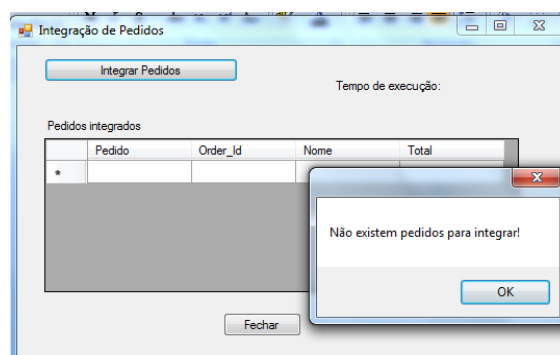 Integração de Pedidos
Integrar Pedidos
Tempo de execução:
Pedidos integrados
Pedido Order_Id Nome Total
*
Não existem pedidos para integrar!
OK
Fechar